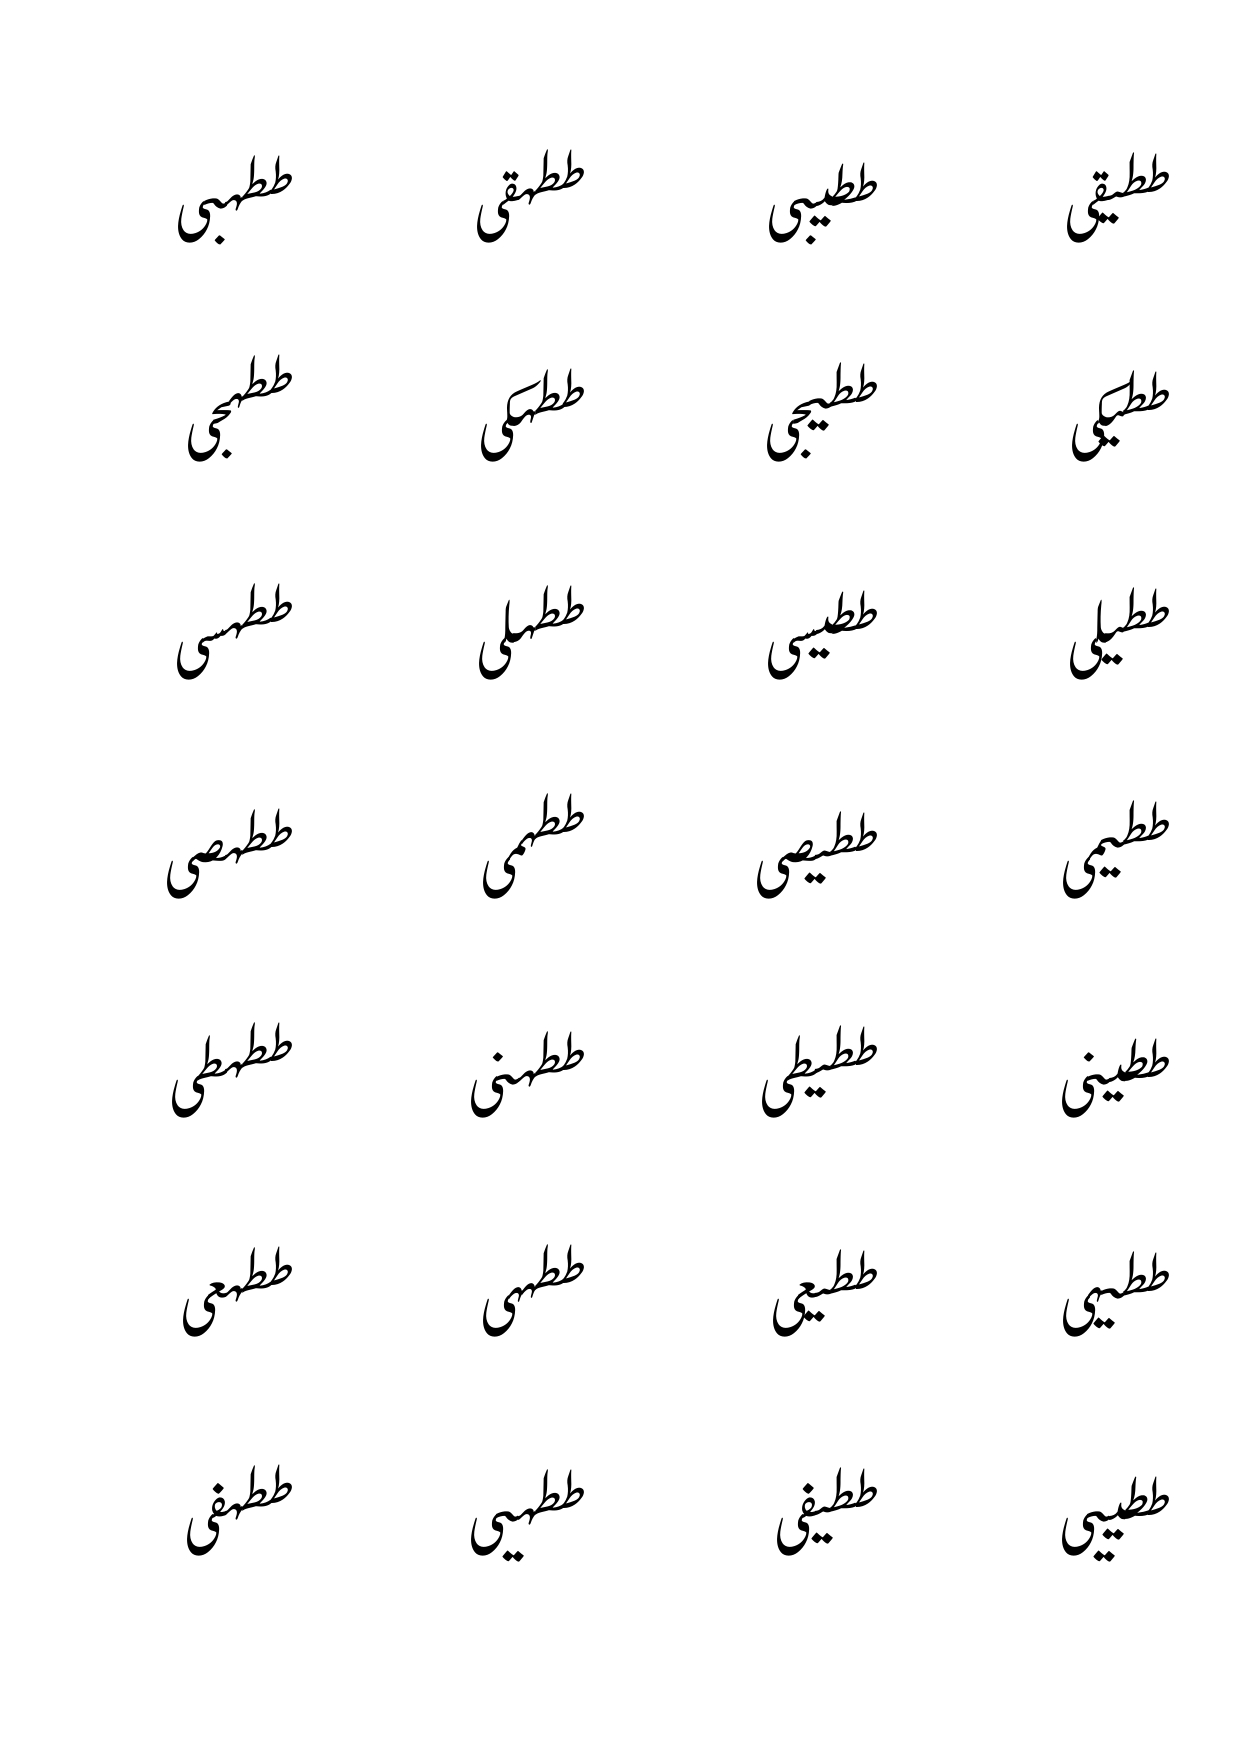 ططيقى ططيبى ططهقى ططهبى
ططيكى ططيجى ططهكى ططهجى
ططيلى ططيسى ططهلى ططهسى
ططيمى ططيصى ططهمى ططهصى
ططينى ططيطى ططهنى ططهطى
ططيهى ططيعى ططههى ططهعى
ططييى ططيفى ططهيى ططهفى